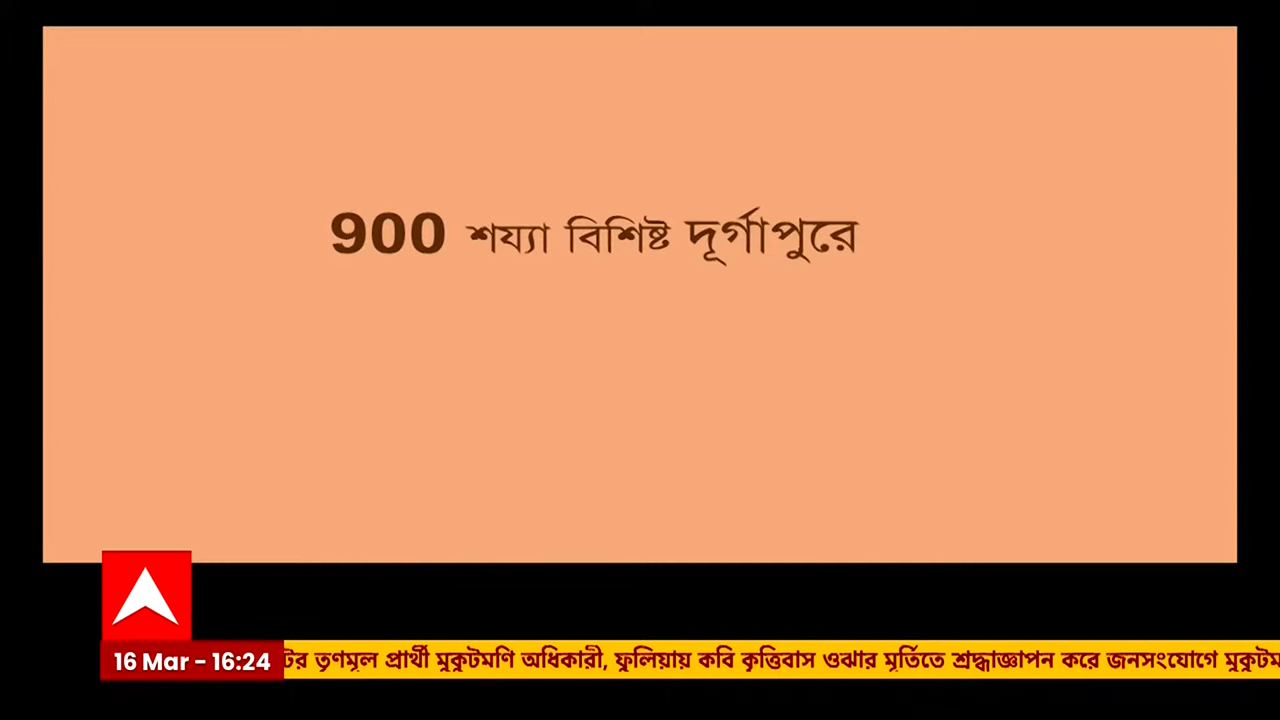 900 শয্যা বিশিষ্ট দূর্গাপুরে
16 Mar - 16:24
তৃণমূল প্রার্থী মুকুটমণি অধিকারী, ফুলিয়ায় কবি কৃত্তিবাস ওঝার মূর্তিতে শ্রদ্ধাজ্ঞাপন করে জনসংযোগে